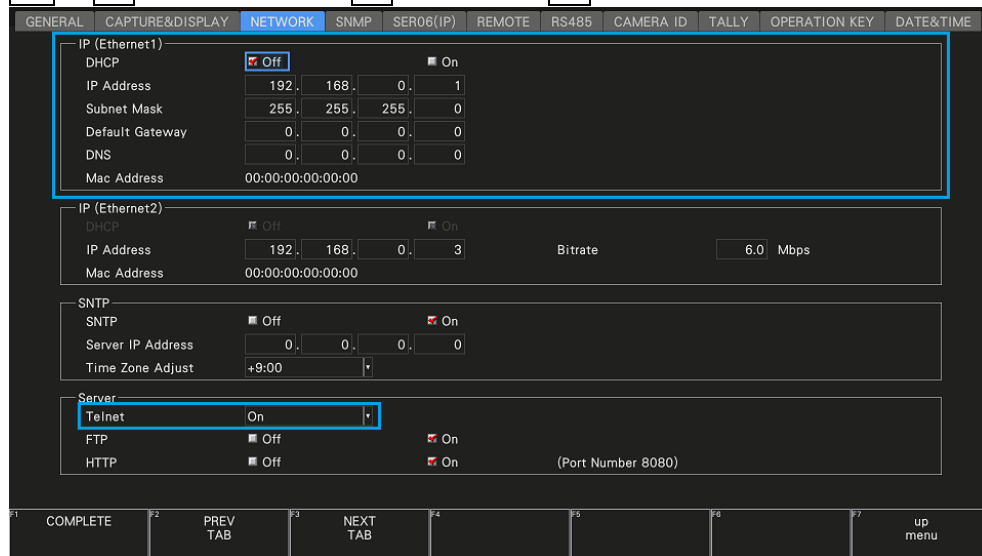 GENERAL CAPTURE&DISPLAY NETWORK SNMP SER06(IP) REMOTE RS485 CAMERA ID TALLY OPERATION KEY DATE&TIME
IP (Ethernet1)
DHCP Off On
IP Address 192. 168. 0. 1
Subnet Mask 255. 255. 255. 0
Default Gateway 0. 0. 0. 0
DNS 0. 0. 0. 0
Mac Address 00:00:00:00:00:00
IP (Ethernet2)
DHCP Off On
IP Address 192. 168. 0. 3 Bitrate 6.0 Mbps
Mac Address 00:00:00:00:00:00
SNTP
SNTP Off On
Server IP Address 0. 0. 0. 0
Time Zone Adjust +9:00
Server
Telnet On
FTP Off On
HTTP Off On (Port Number 8080)
F1 COMPLETE F2 PREV TAB F3 NEXT TAB F4 F5 F6 F7 up menu